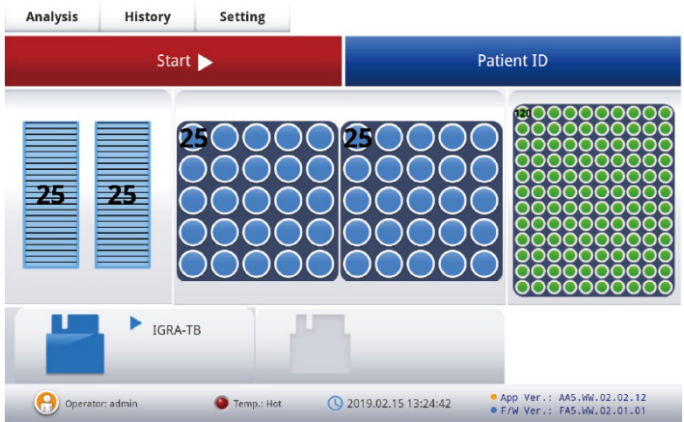 Analysis History Setting
Start Patient ID
25 25 25 25 120
IGRA-TB
Operator: admin Temp.: Hot 2019.02.15 13:24:42 App Ver.: AA5.WW.02.02.12
F/W Ver.: FA5.WW.02.01.01